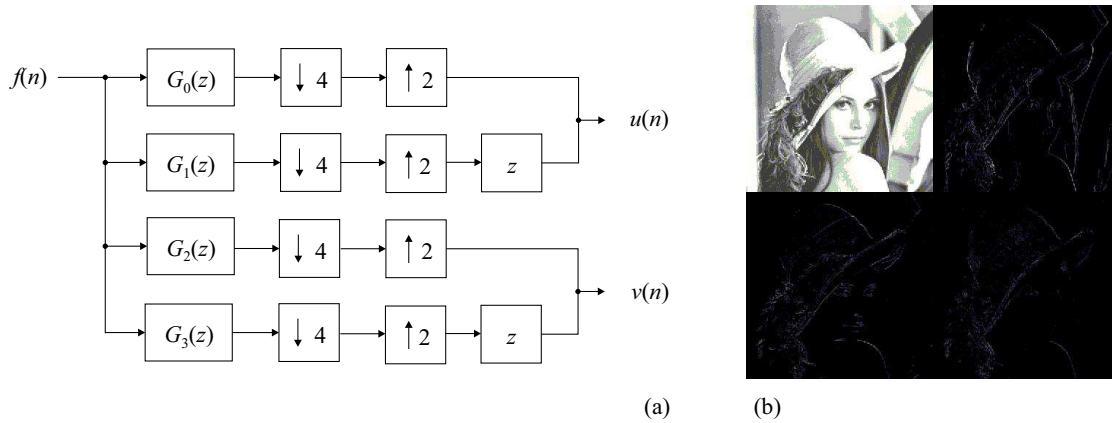 f(n)
G₀(z) ↓ 4 ↑ 2
u(n)
G₁(z) ↓ 4 ↑ 2 z
G₂(z) ↓ 4 ↑ 2
v(n)
G₃(z) ↓ 4 ↑ 2 z
(a) (b)